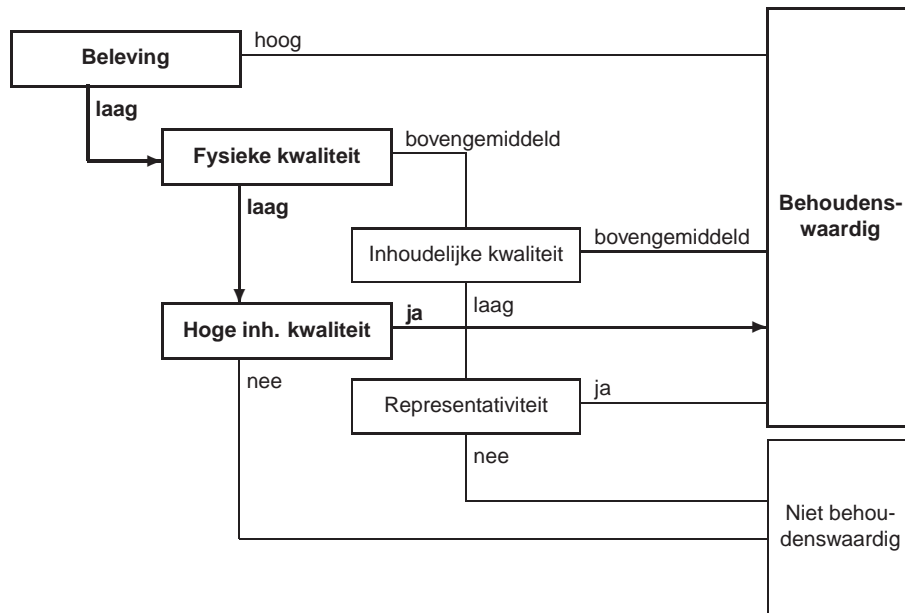 hoog
Beleving
laag
bovengemiddeld
Fysieke kwaliteit
laag
Behoudens-
waardig
bovengemiddeld
Inhoudelijke kwaliteit
laag
ja
Hoge inh. kwaliteit
nee
ja
Representativiteit
nee
Niet behou-
denswaardig